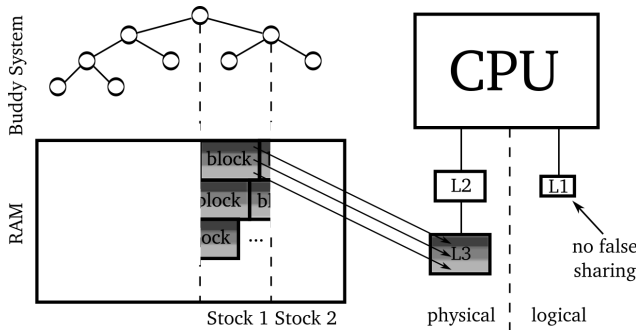 Buddy System
CPU
block
block
bl
ock
...
RAM
L2
L1
L3
no false
sharing
Stock 1 Stock 2
physical
logical